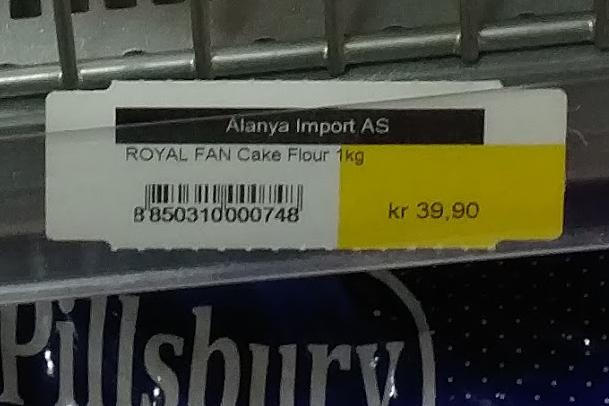 Alanya Import AS
ROYAL FAN Cake Flour 1kg
8 850310 000748
kr 39,90
Pillsbury